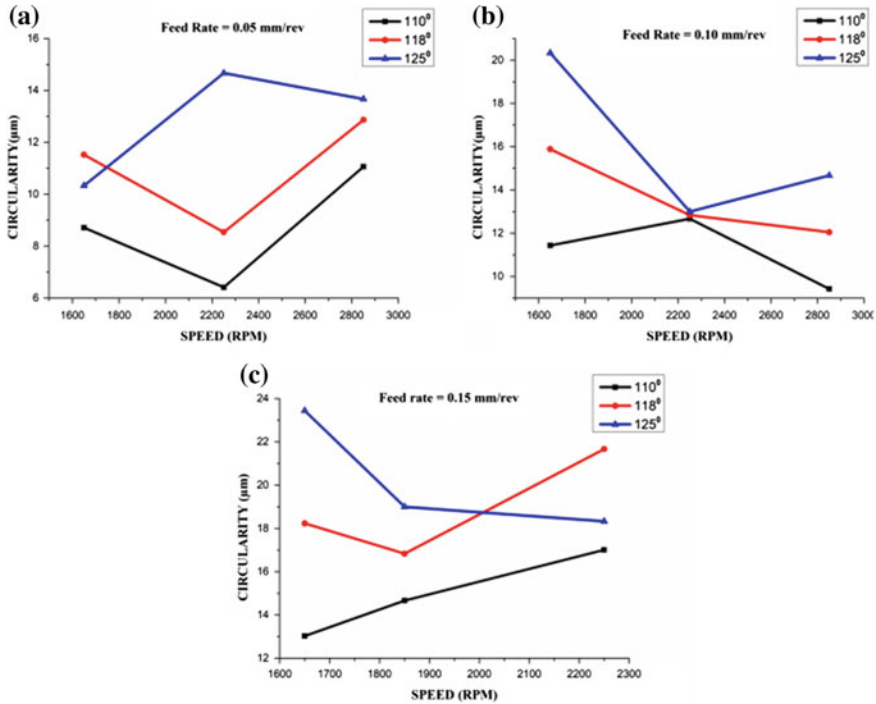 (a)
Feed Rate = 0.05 mm/rev
110⁰
118⁰
125⁰
16
14
12
10
8
6
CIRCULARITY(µm)
1600 1800 2000 2200 2400 2600 2800 3000
SPEED (RPM)
(b)
Feed Rate = 0.10 mm/rev
110⁰
118⁰
125⁰
20
18
16
14
12
10
CIRCULARITY (µm)
1600 1800 2000 2200 2400 2600 2800 3000
SPEED (RPM)
(c)
Feed rate = 0.15 mm/rev
110⁰
118⁰
125⁰
24
22
20
18
16
14
12
CIRCULARITY (µm)
1600 1700 1800 1900 2000 2100 2200 2300
SPEED (RPM)